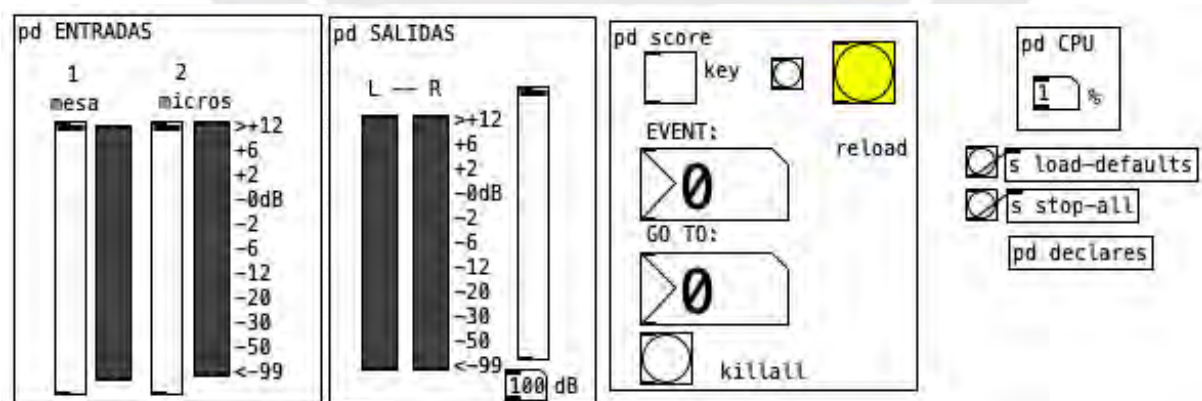 pd ENTRADAS
1
2
mesa
micros
>+12
+6
+2
-0dB
-2
-6
-12
-20
-30
-50
<-99
pd SALIDAS
L -- R
>+12
+6
+2
-0dB
-2
-6
-12
-20
-30
-50
<-99
100 dB
pd score
key
reload
EVENT:
0
GO TO:
0
killall
pd CPU
1 %
s load-defaults
s stop-all
pd declares